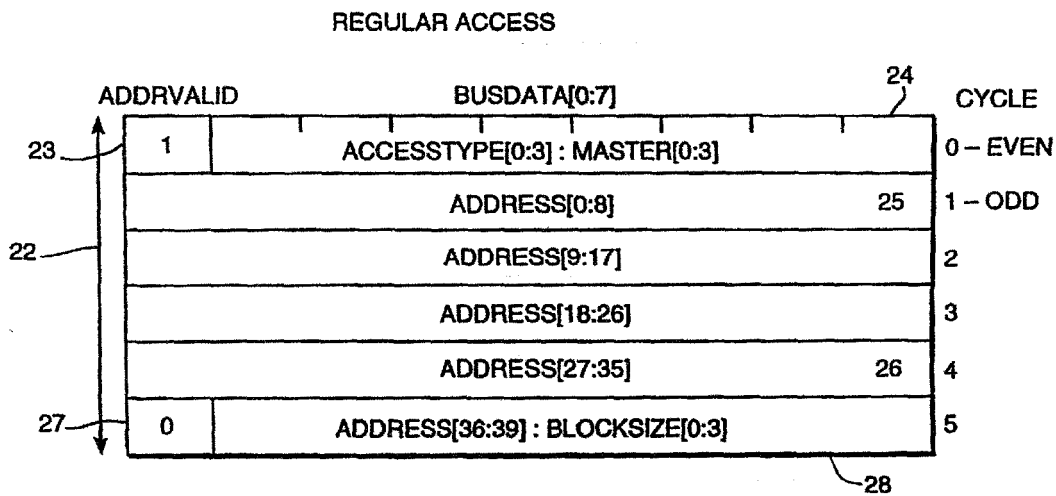 REGULAR ACCESS
24
ADDRVALID BUSDATA[0:7] CYCLE
23 1 ACCESSTYPE[0:3] : MASTER[0:3] 0 – EVEN
ADDRESS[0:8] 25 1 – ODD
22 ADDRESS[9:17] 2
ADDRESS[18:26] 3
ADDRESS[27:35] 26 4
27 0 ADDRESS[36:39] : BLOCKSIZE[0:3] 5
28